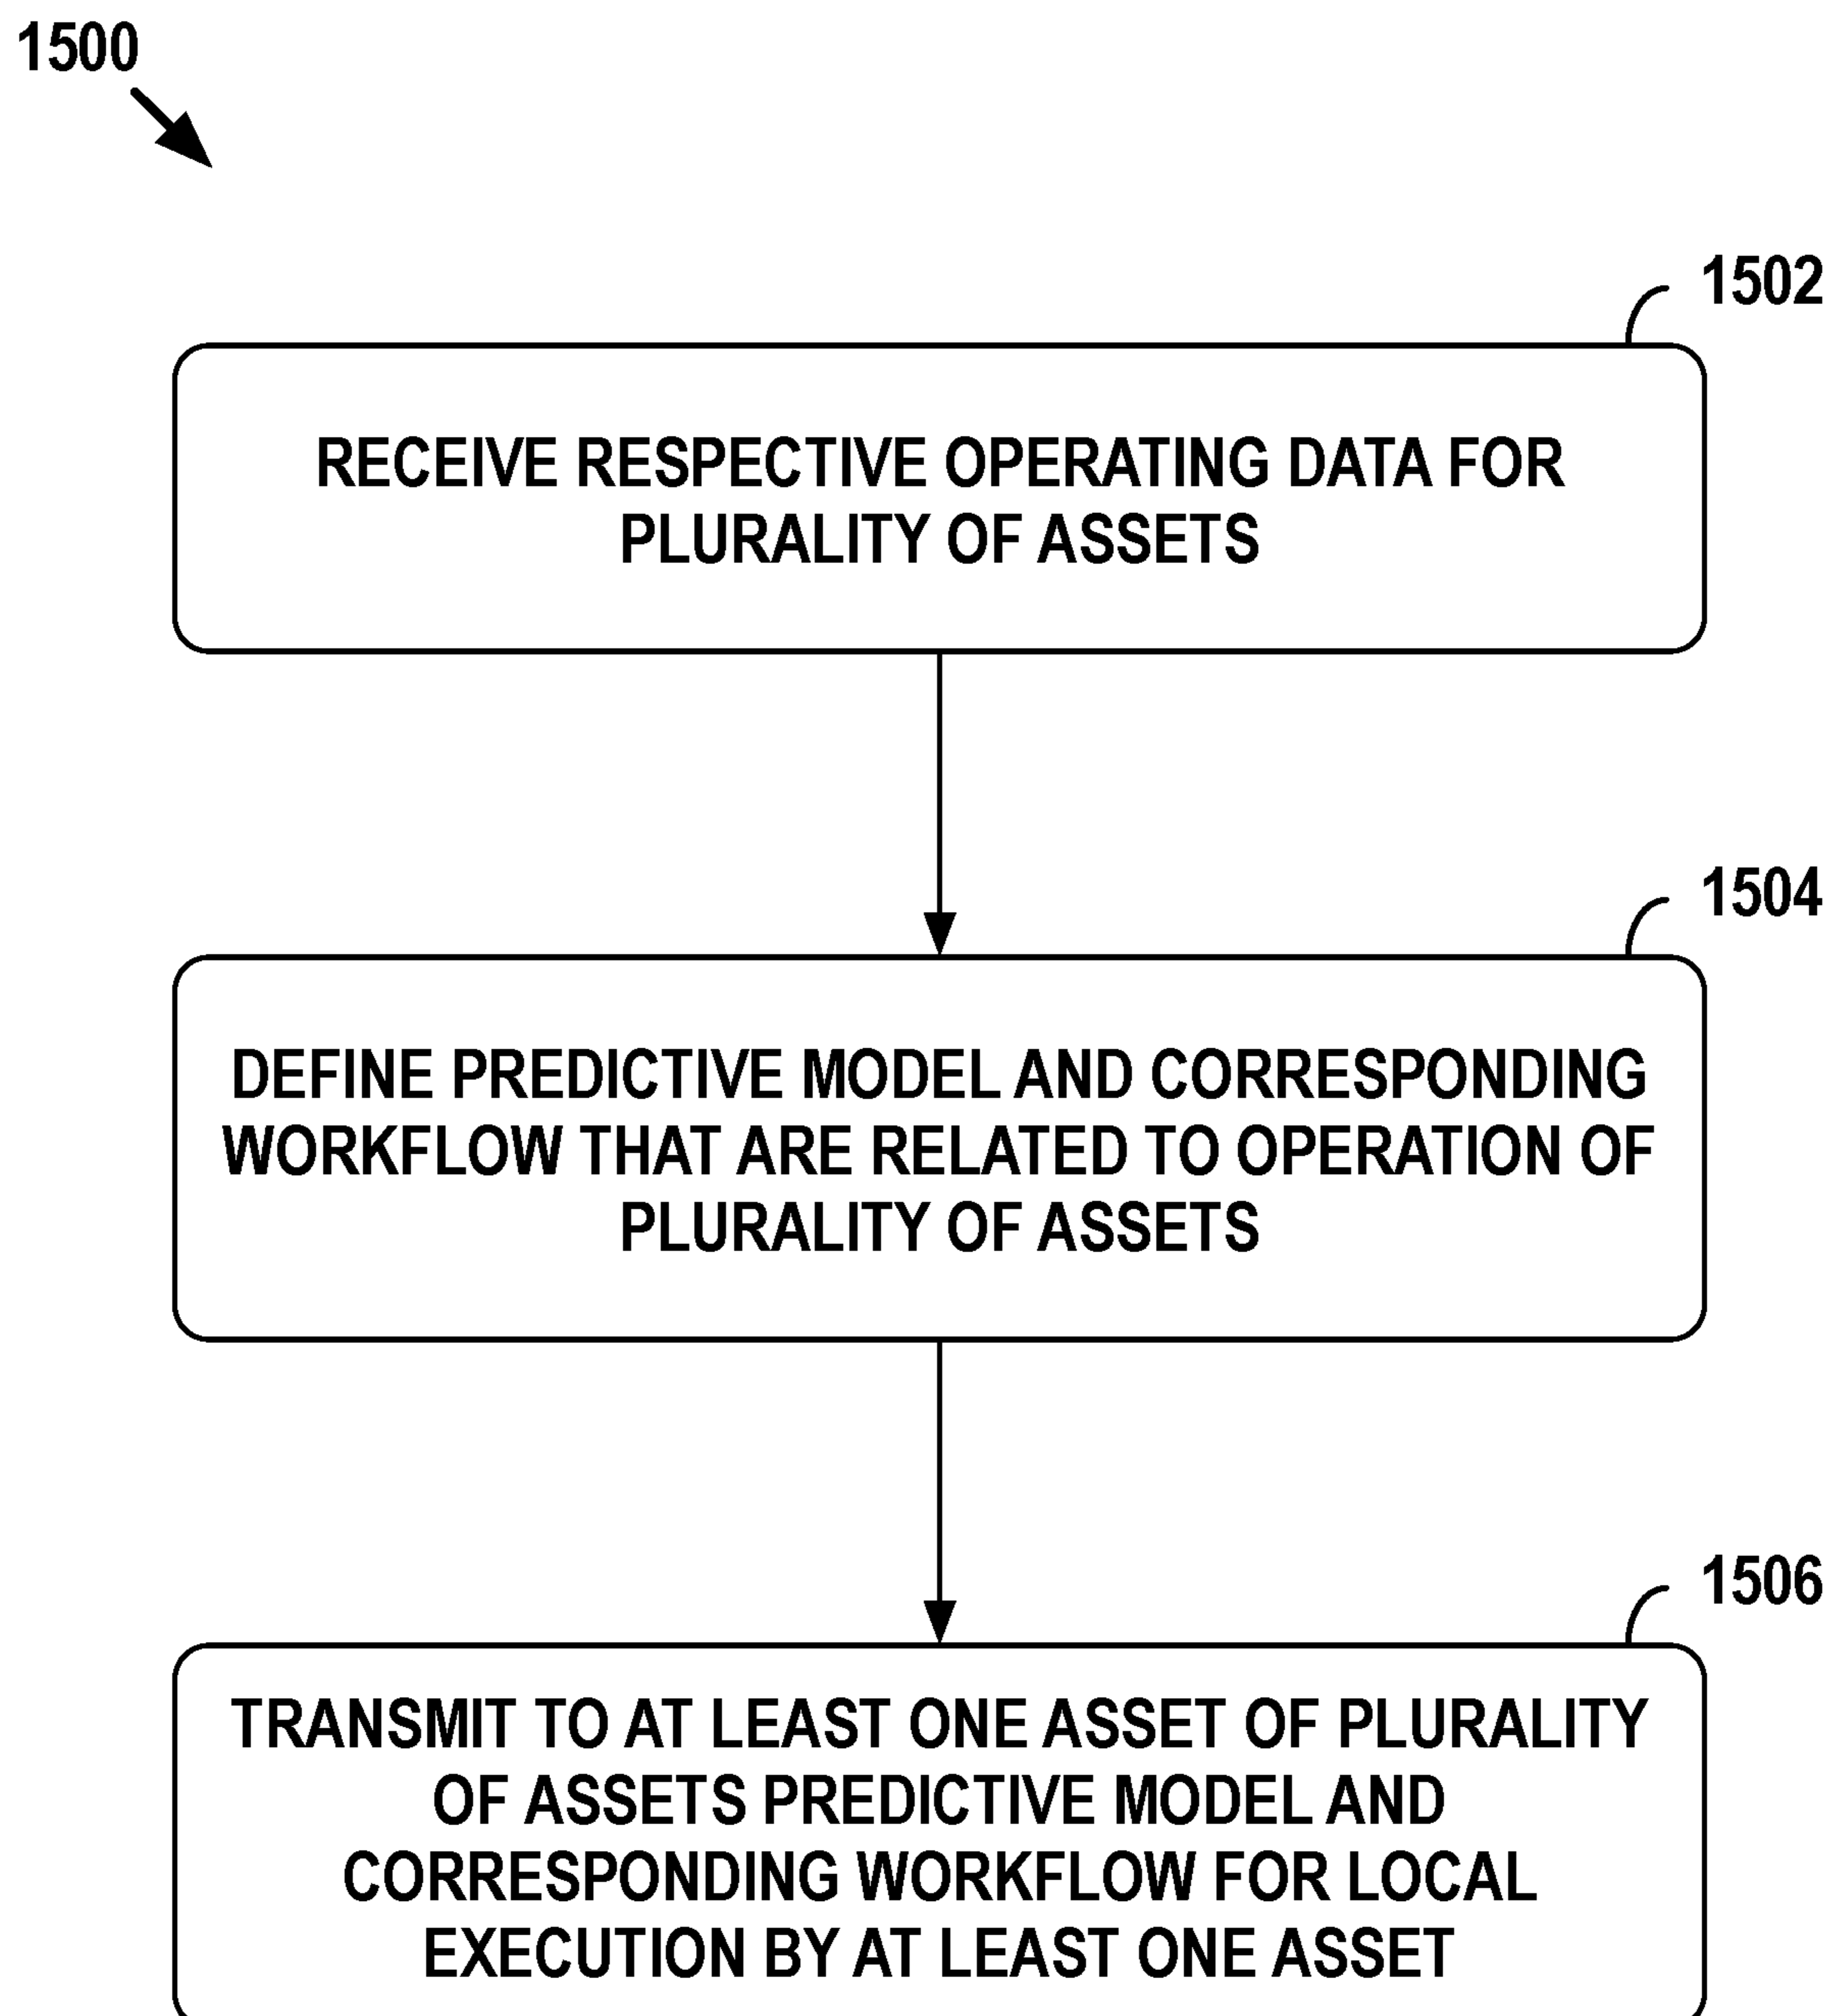 1500
1502
RECEIVE RESPECTIVE OPERATING DATA FOR
PLURALITY OF ASSETS
1504
DEFINE PREDICTIVE MODEL AND CORRESPONDING
WORKFLOW THAT ARE RELATED TO OPERATION OF
PLURALITY OF ASSETS
1506
TRANSMIT TO AT LEAST ONE ASSET OF PLURALITY
OF ASSETS PREDICTIVE MODEL AND
CORRESPONDING WORKFLOW FOR LOCAL
EXECUTION BY AT LEAST ONE ASSET